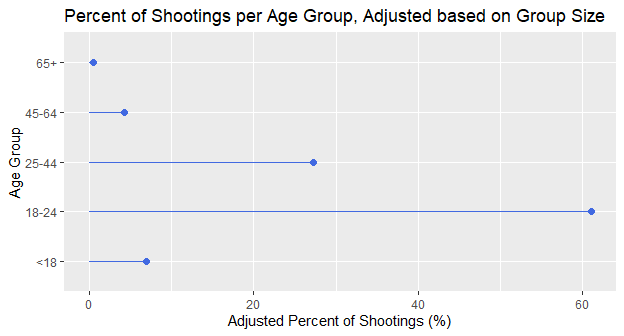 Percent of Shootings per Age Group, Adjusted based on Group Size
Age Group
65+
45-64
25-44
18-24
<18
0 20 40 60
Adjusted Percent of Shootings (%)